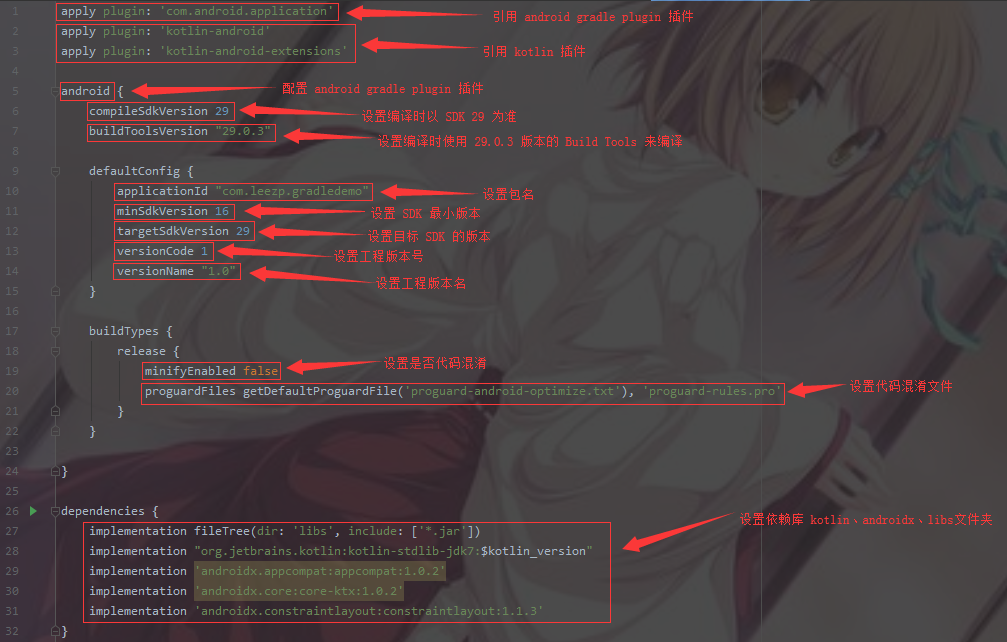 1 apply plugin: 'com.android.application' 引用 android gradle plugin 插件
2 apply plugin: 'kotlin-android'
3 apply plugin: 'kotlin-android-extensions' 引用 kotlin 插件
4
5 android { 配置 android gradle plugin 插件
6 compileSdkVersion 29 设置编译时以 SDK 29 为准
7 buildToolsVersion "29.0.3" 设置编译时使用 29.0.3 版本的 Build Tools 来编译
8
9 defaultConfig {
10 applicationId "com.leezp.gradledemo" 设置包名
11 minSdkVersion 16 设置 SDK 最小版本
12 targetSdkVersion 29 设置目标 SDK 的版本
13 versionCode 1 设置工程版本号
14 versionName "1.0" 设置工程版本名
15 }
16
17 buildTypes {
18 release {
19 minifyEnabled false 设置是否代码混淆
20 proguardFiles getDefaultProguardFile('proguard-android-optimize.txt'), 'proguard-rules.pro' 设置代码混淆文件
21 }
22 }
23
24 }
25
26 dependencies {
27 implementation fileTree(dir: 'libs', include: ['*.jar']) 设置依赖库 kotlin、androidx、libs文件夹
28 implementation "org.jetbrains.kotlin:kotlin-stdlib-jdk7:$kotlin_version"
29 implementation 'androidx.appcompat:appcompat:1.0.2'
30 implementation 'androidx.core:core-ktx:1.0.2'
31 implementation 'androidx.constraintlayout:constraintlayout:1.1.3'
32 }